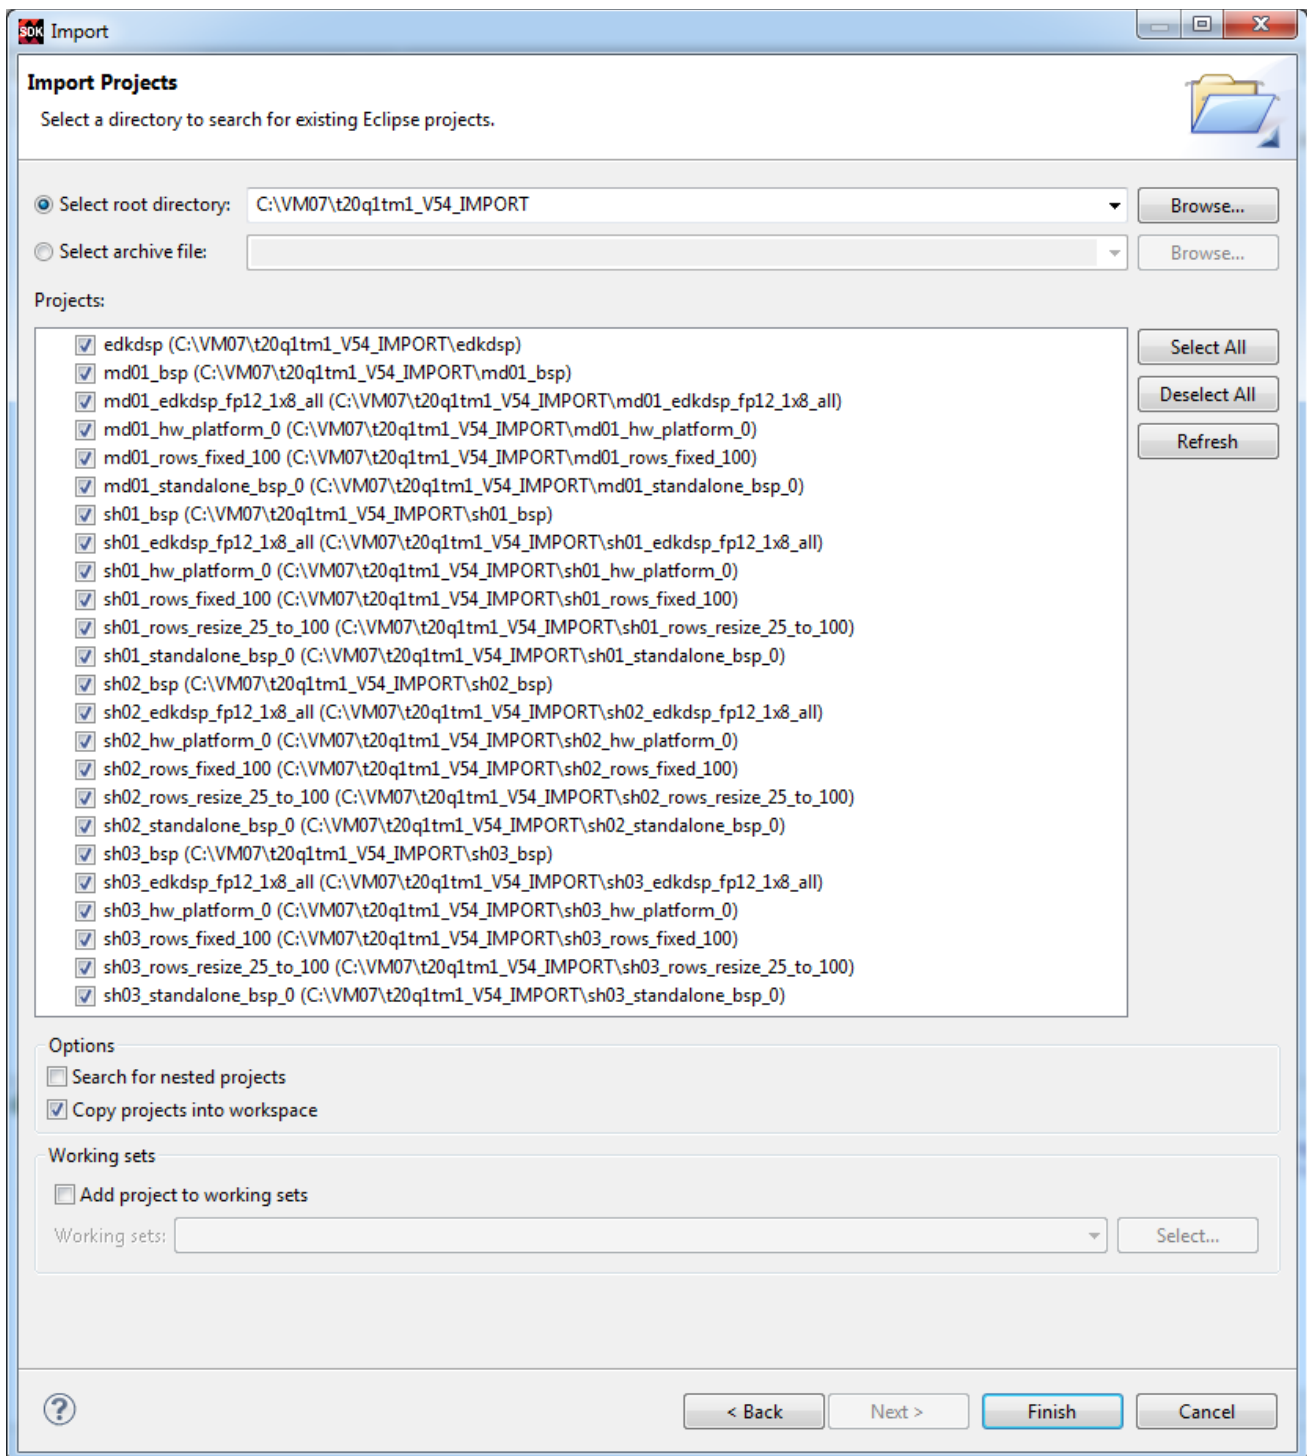 SDK Import
Import Projects
Select a directory to search for existing Eclipse projects.
Select root directory: C:\VM07\t20q1tm1_V54_IMPORT Browse...
Select archive file: Browse...
Projects:
edkdsp (C:\VM07\t20q1tm1_V54_IMPORT\edkdsp)
Select All
md01_bsp (C:\VM07\t20q1tm1_V54_IMPORT\md01_bsp)
md01_edkdsp_fp12_1x8_all (C:\VM07\t20q1tm1_V54_IMPORT\md01_edkdsp_fp12_1x8_all)
Deselect All
md01_hw_platform_0 (C:\VM07\t20q1tm1_V54_IMPORT\md01_hw_platform_0)
Refresh
md01_rows_fixed_100 (C:\VM07\t20q1tm1_V54_IMPORT\md01_rows_fixed_100)
md01_standalone_bsp_0 (C:\VM07\t20q1tm1_V54_IMPORT\md01_standalone_bsp_0)
sh01_bsp (C:\VM07\t20q1tm1_V54_IMPORT\sh01_bsp)
sh01_edkdsp_fp12_1x8_all (C:\VM07\t20q1tm1_V54_IMPORT\sh01_edkdsp_fp12_1x8_all)
sh01_hw_platform_0 (C:\VM07\t20q1tm1_V54_IMPORT\sh01_hw_platform_0)
sh01_rows_fixed_100 (C:\VM07\t20q1tm1_V54_IMPORT\sh01_rows_fixed_100)
sh01_rows_resize_25_to_100 (C:\VM07\t20q1tm1_V54_IMPORT\sh01_rows_resize_25_to_100)
sh01_standalone_bsp_0 (C:\VM07\t20q1tm1_V54_IMPORT\sh01_standalone_bsp_0)
sh02_bsp (C:\VM07\t20q1tm1_V54_IMPORT\sh02_bsp)
sh02_edkdsp_fp12_1x8_all (C:\VM07\t20q1tm1_V54_IMPORT\sh02_edkdsp_fp12_1x8_all)
sh02_hw_platform_0 (C:\VM07\t20q1tm1_V54_IMPORT\sh02_hw_platform_0)
sh02_rows_fixed_100 (C:\VM07\t20q1tm1_V54_IMPORT\sh02_rows_fixed_100)
sh02_rows_resize_25_to_100 (C:\VM07\t20q1tm1_V54_IMPORT\sh02_rows_resize_25_to_100)
sh02_standalone_bsp_0 (C:\VM07\t20q1tm1_V54_IMPORT\sh02_standalone_bsp_0)
sh03_bsp (C:\VM07\t20q1tm1_V54_IMPORT\sh03_bsp)
sh03_edkdsp_fp12_1x8_all (C:\VM07\t20q1tm1_V54_IMPORT\sh03_edkdsp_fp12_1x8_all)
sh03_hw_platform_0 (C:\VM07\t20q1tm1_V54_IMPORT\sh03_hw_platform_0)
sh03_rows_fixed_100 (C:\VM07\t20q1tm1_V54_IMPORT\sh03_rows_fixed_100)
sh03_rows_resize_25_to_100 (C:\VM07\t20q1tm1_V54_IMPORT\sh03_rows_resize_25_to_100)
sh03_standalone_bsp_0 (C:\VM07\t20q1tm1_V54_IMPORT\sh03_standalone_bsp_0)
Options
Search for nested projects
Copy projects into workspace
Working sets
Add project to working sets
Working sets: Select...
? < Back Next > Finish Cancel